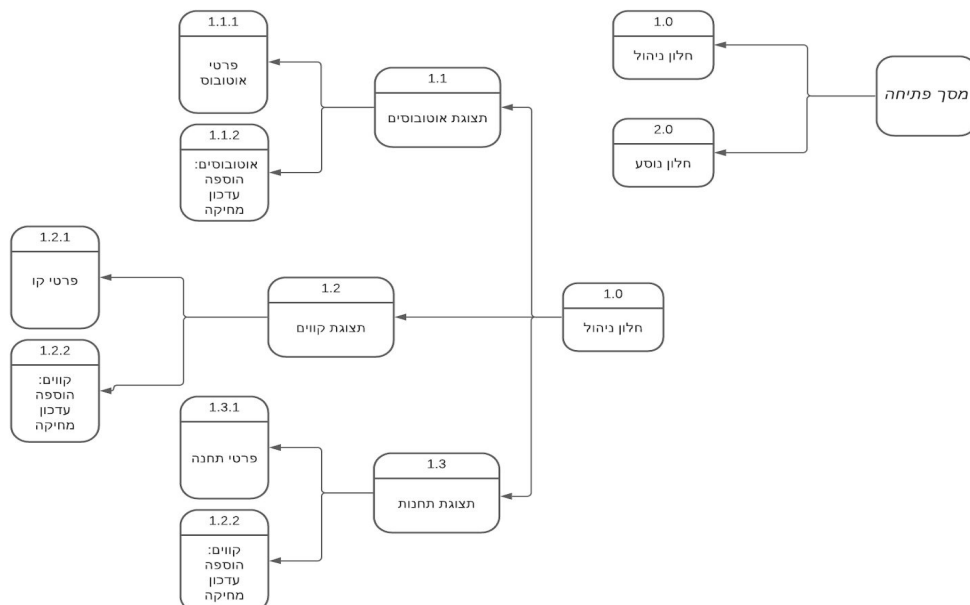 מסך פתיחה
1.0
חלון ניהול
2.0
חלון נוסע
1.0
חלון ניהול
1.1
תצוגת אוטובוסים
1.1.1
פרטי
אוטובוס
1.1.2
אוטובוסים:
הוספה
עדכון
מחיקה
1.2
תצוגת קווים
1.2.1
פרטי קו
1.2.2
קווים:
הוספה
עדכון
מחיקה
1.3
תצוגת תחנות
1.3.1
פרטי תחנה
1.2.2
קווים:
הוספה
עדכון
מחיקה